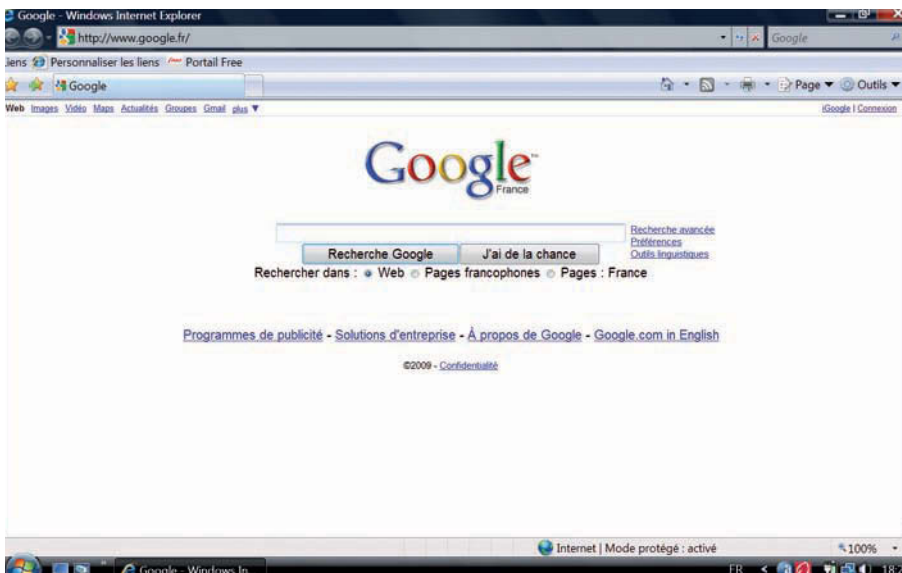 Google - Windows Internet Explorer
http://www.google.fr/
Google
Personnaliser les liens Portail Free
Google
Page Outils
Web Images Vidéo Maps Actualités Groupes Gmail plus
iGoogle | Connexion
Google™
France
Recherche avancée
Préférences
Outils linguistiques
Recherche Google J'ai de la chance
Rechercher dans : Web Pages francophones Pages : France
Programmes de publicité - Solutions d'entreprise - À propos de Google - Google.com in English
©2009 - Confidentialité
Internet | Mode protégé : activé
100%
Google - Windows In...
FR